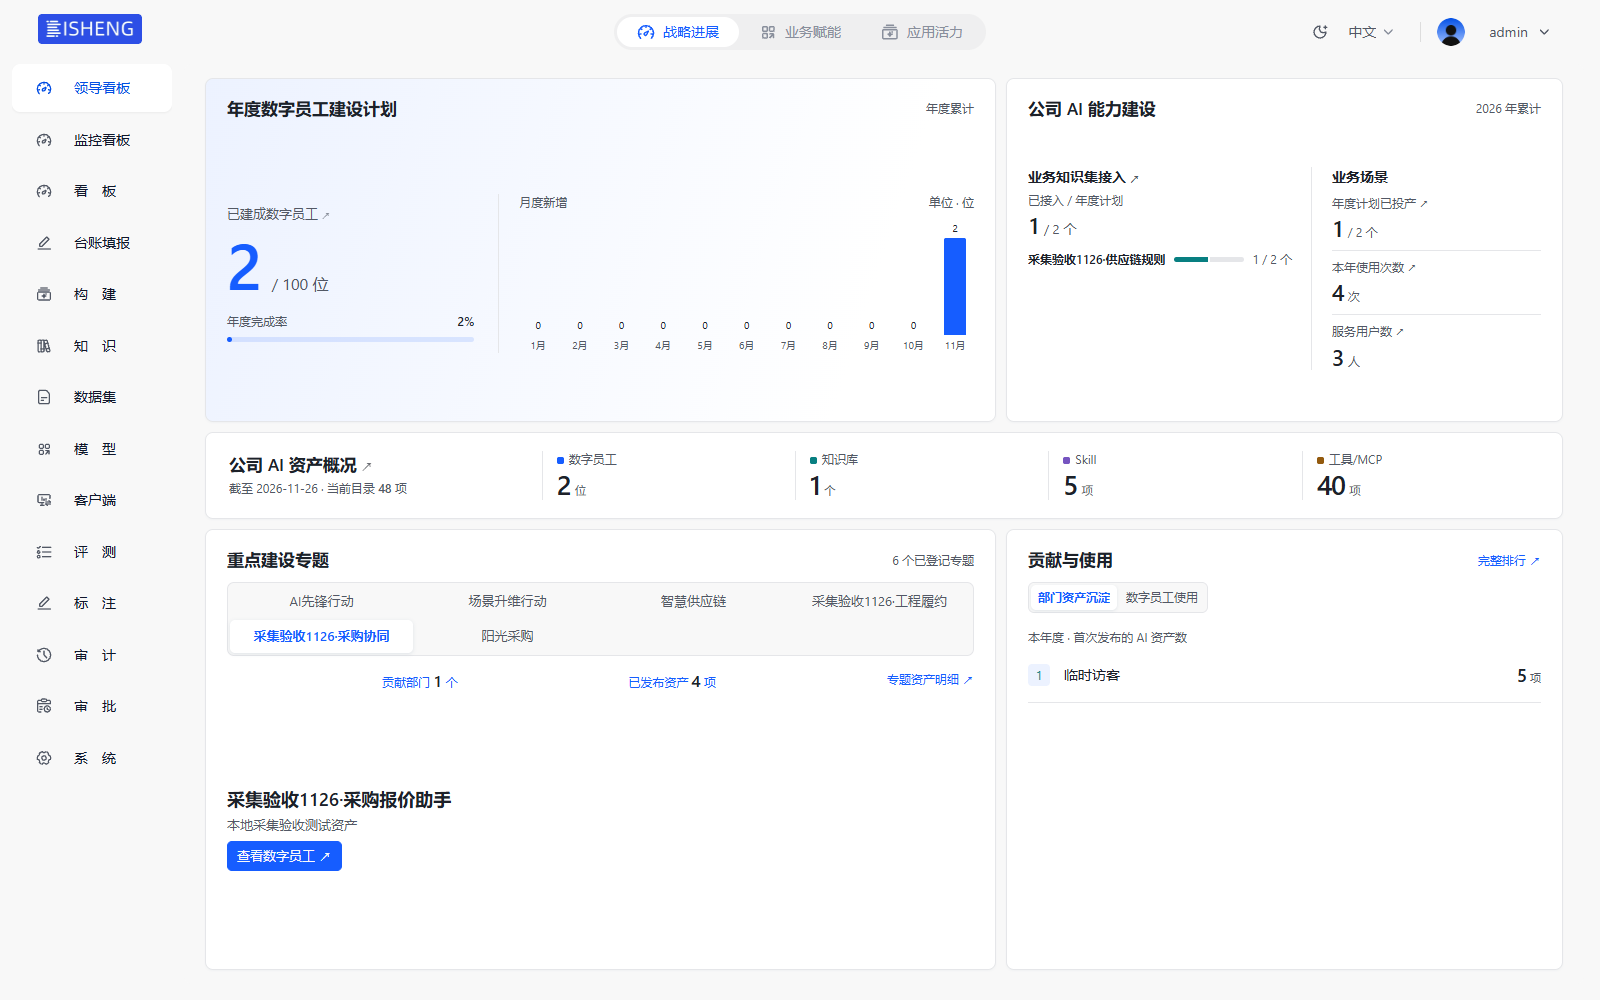 ISHENG
战略进展
业务赋能
应用活力
中文
admin
领导看板
监控看板
看 板
台账填报
构 建
知 识
数据集
模 型
客户端
评 测
标 注
审 计
审 批
系 统
年度数字员工建设计划
年度累计
已建成数字员工 ↗
2 / 100 位
年度完成率 2%
月度新增
单位 · 位
0 0 0 0 0 0 0 0 0 0 2
1月 2月 3月 4月 5月 6月 7月 8月 9月 10月 11月
公司 AI 能力建设
2026 年累计
业务知识集接入 ↗
已接入 / 年度计划
1 / 2 个
采集验收1126·供应链规则 1 / 2 个
业务场景
年度计划已投产 ↗
1 / 2 个
本年使用次数 ↗
4 次
服务用户数 ↗
3 人
公司 AI 资产概况 ↗
截至 2026-11-26 · 当前目录 48 项
数字员工
2 位
知识库
1 个
Skill
5 项
工具/MCP
40 项
重点建设专题
6 个已登记专题
AI先锋行动
场景升维行动
智慧供应链
采集验收1126·工程履约
采集验收1126·采购协同
阳光采购
贡献部门 1 个
已发布资产 4 项
专题资产明细 ↗
采集验收1126·采购报价助手
本地采集验收测试资产
查看数字员工 ↗
贡献与使用
完整排行 ↗
部门资产沉淀
数字员工使用
本年度 · 首次发布的 AI 资产数
1 临时访客 5 项